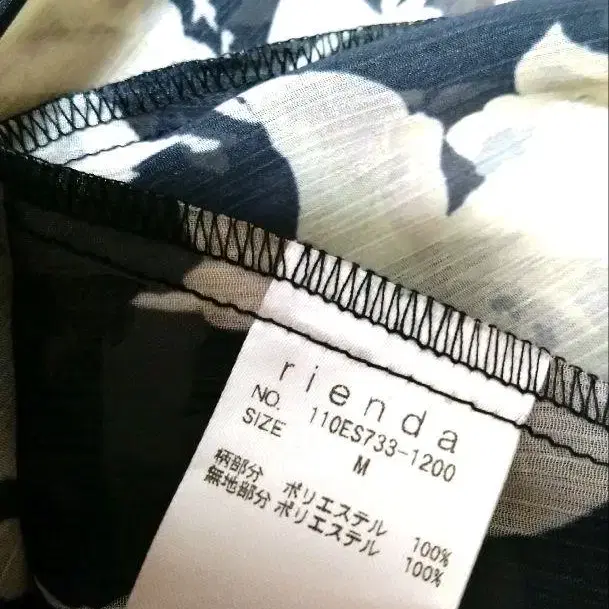 rienda
NO. 110ES733-1200
SIZE M
柄部分 ポリエステル 100%
無地部分 ポリエステル 100%